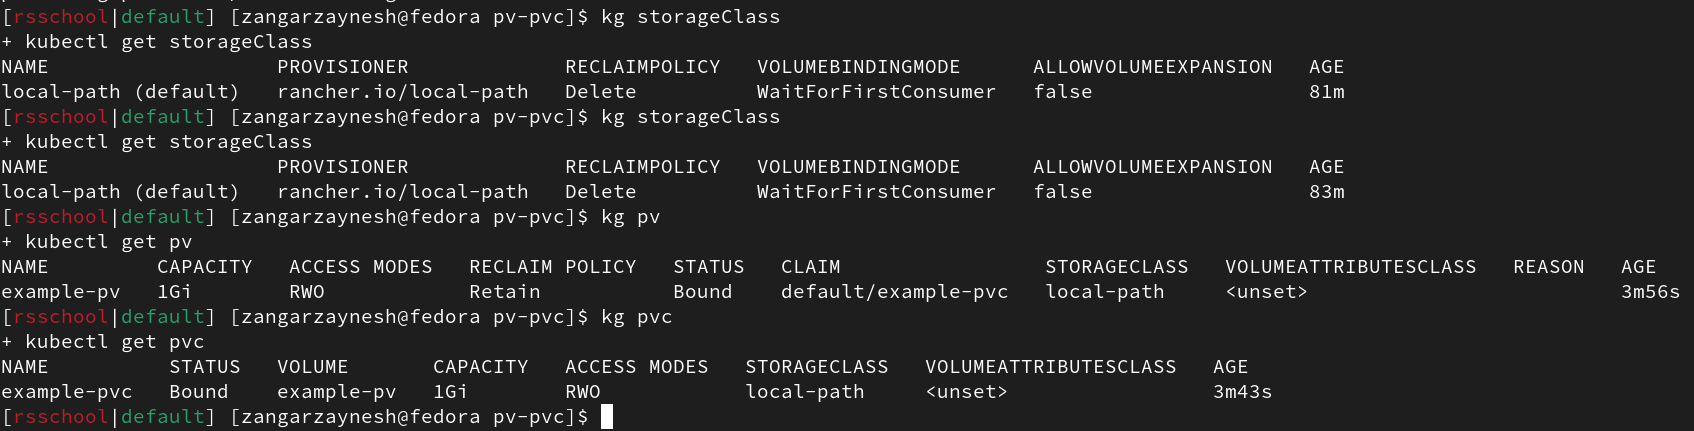 [rsschool|default] [zangarzaynesh@fedora pv-pvc]$ kg storageClass
+ kubectl get storageClass
NAME                   PROVISIONER             RECLAIMPOLICY   VOLUMEBINDINGMODE      ALLOWVOLUMEEXPANSION   AGE
local-path (default)   rancher.io/local-path   Delete          WaitForFirstConsumer   false                  81m
[rsschool|default] [zangarzaynesh@fedora pv-pvc]$ kg storageClass
+ kubectl get storageClass
NAME                   PROVISIONER             RECLAIMPOLICY   VOLUMEBINDINGMODE      ALLOWVOLUMEEXPANSION   AGE
local-path (default)   rancher.io/local-path   Delete          WaitForFirstConsumer   false                  83m
[rsschool|default] [zangarzaynesh@fedora pv-pvc]$ kg pv
+ kubectl get pv
NAME         CAPACITY   ACCESS MODES   RECLAIM POLICY   STATUS   CLAIM                 STORAGECLASS   VOLUMEATTRIBUTESCLASS   REASON   AGE
example-pv   1Gi        RWO            Retain           Bound    default/example-pvc   local-path     <unset>                          3m56s
[rsschool|default] [zangarzaynesh@fedora pv-pvc]$ kg pvc
+ kubectl get pvc
NAME          STATUS   VOLUME       CAPACITY   ACCESS MODES   STORAGECLASS   VOLUMEATTRIBUTESCLASS   AGE
example-pvc   Bound    example-pv   1Gi        RWO            local-path     <unset>                 3m43s
[rsschool|default] [zangarzaynesh@fedora pv-pvc]$